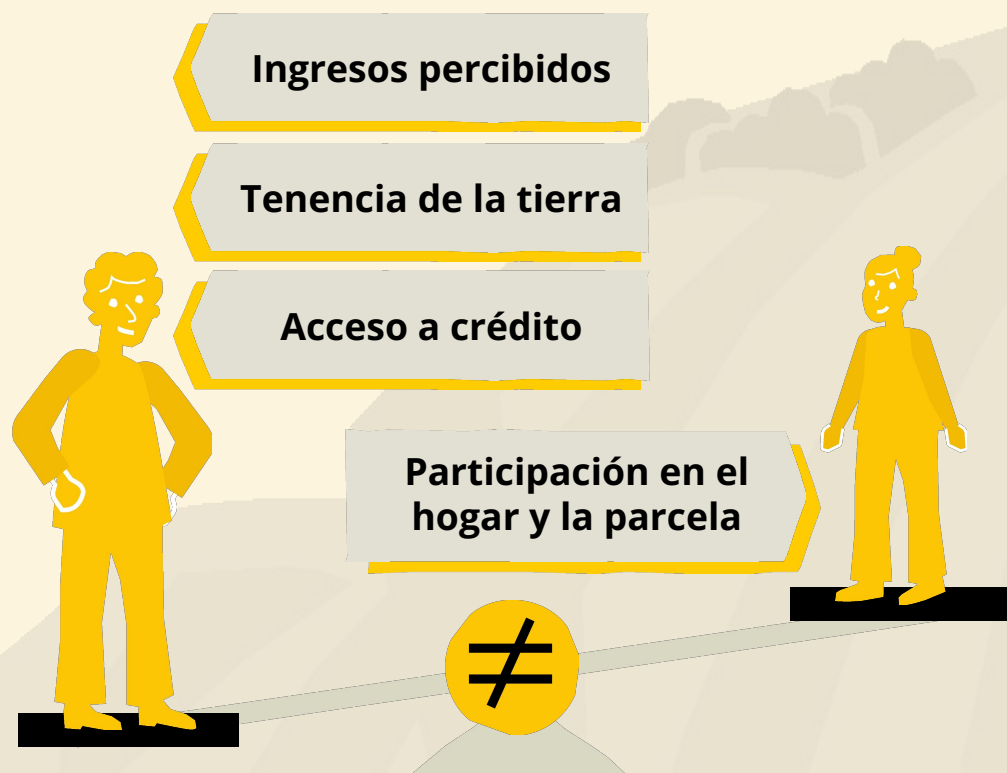 Ingresos percibidos
Tenencia de la tierra
Acceso a crédito
Participación en el
hogar y la parcela
≠